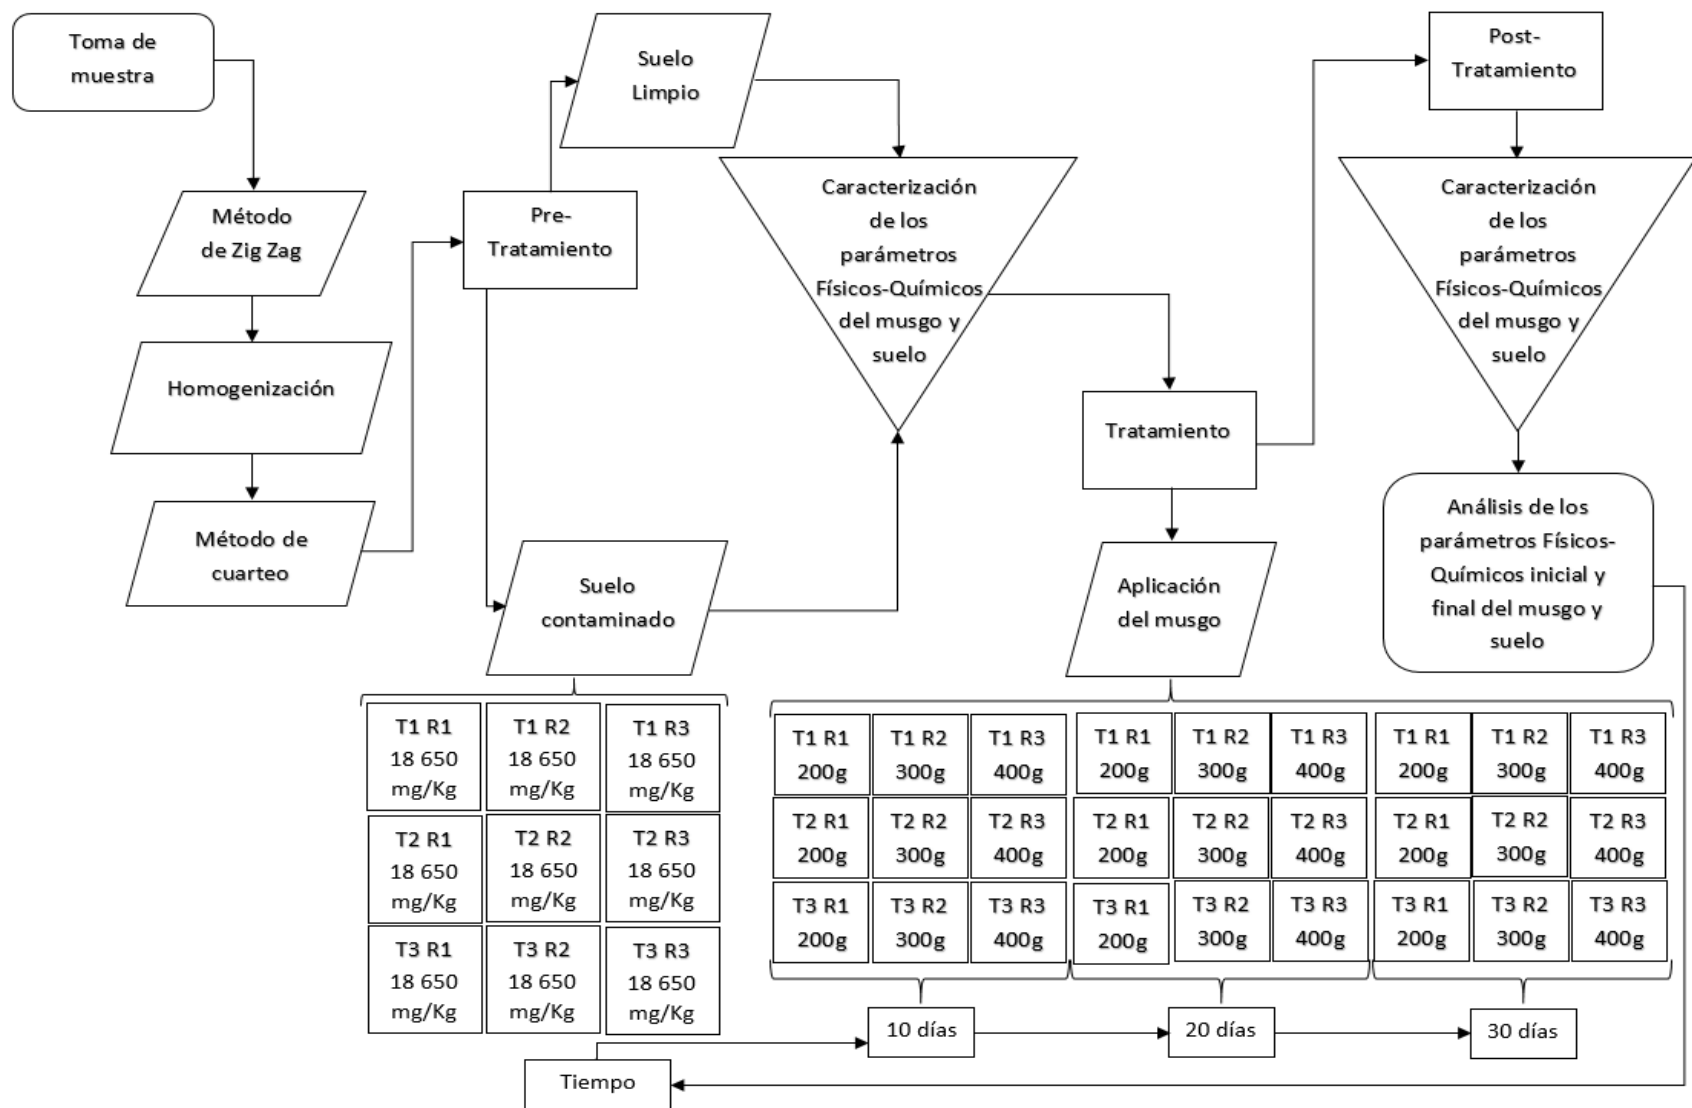 Toma de
muestra
Método
de Zig Zag
Homogenización
Método de
cuarteo
Pre-
Tratamiento
Suelo
Limpio
Suelo
contaminado
T1 R1
18 650
mg/Kg
T1 R2
18 650
mg/Kg
T1 R3
18 650
mg/Kg
T2 R1
18 650
mg/Kg
T2 R2
18 650
mg/Kg
T2 R3
18 650
mg/Kg
T3 R1
18 650
mg/Kg
T3 R2
18 650
mg/Kg
T3 R3
18 650
mg/Kg
Caracterización
de los
parámetros
Físicos-Químicos
del musgo y
suelo
Tratamiento
Aplicación
del musgo
T1 R1
200g
T1 R2
300g
T1 R3
400g
T2 R1
200g
T2 R2
300g
T2 R3
400g
T3 R1
200g
T3 R2
300g
T3 R3
400g
T1 R1
200g
T1 R2
300g
T1 R3
400g
T2 R1
200g
T2 R2
300g
T2 R3
400g
T3 R1
200g
T3 R2
300g
T3 R3
400g
T1 R1
200g
T1 R2
300g
T1 R3
400g
T2 R1
200g
T2 R2
300g
T2 R3
400g
T3 R1
200g
T3 R2
300g
T3 R3
400g
Post-
Tratamiento
Caracterización
de los
parámetros
Físicos-Químicos
del musgo y
suelo
Análisis de los
parámetros Físicos-
Químicos inicial y
final del musgo y
suelo
Tiempo
10 días
20 días
30 días